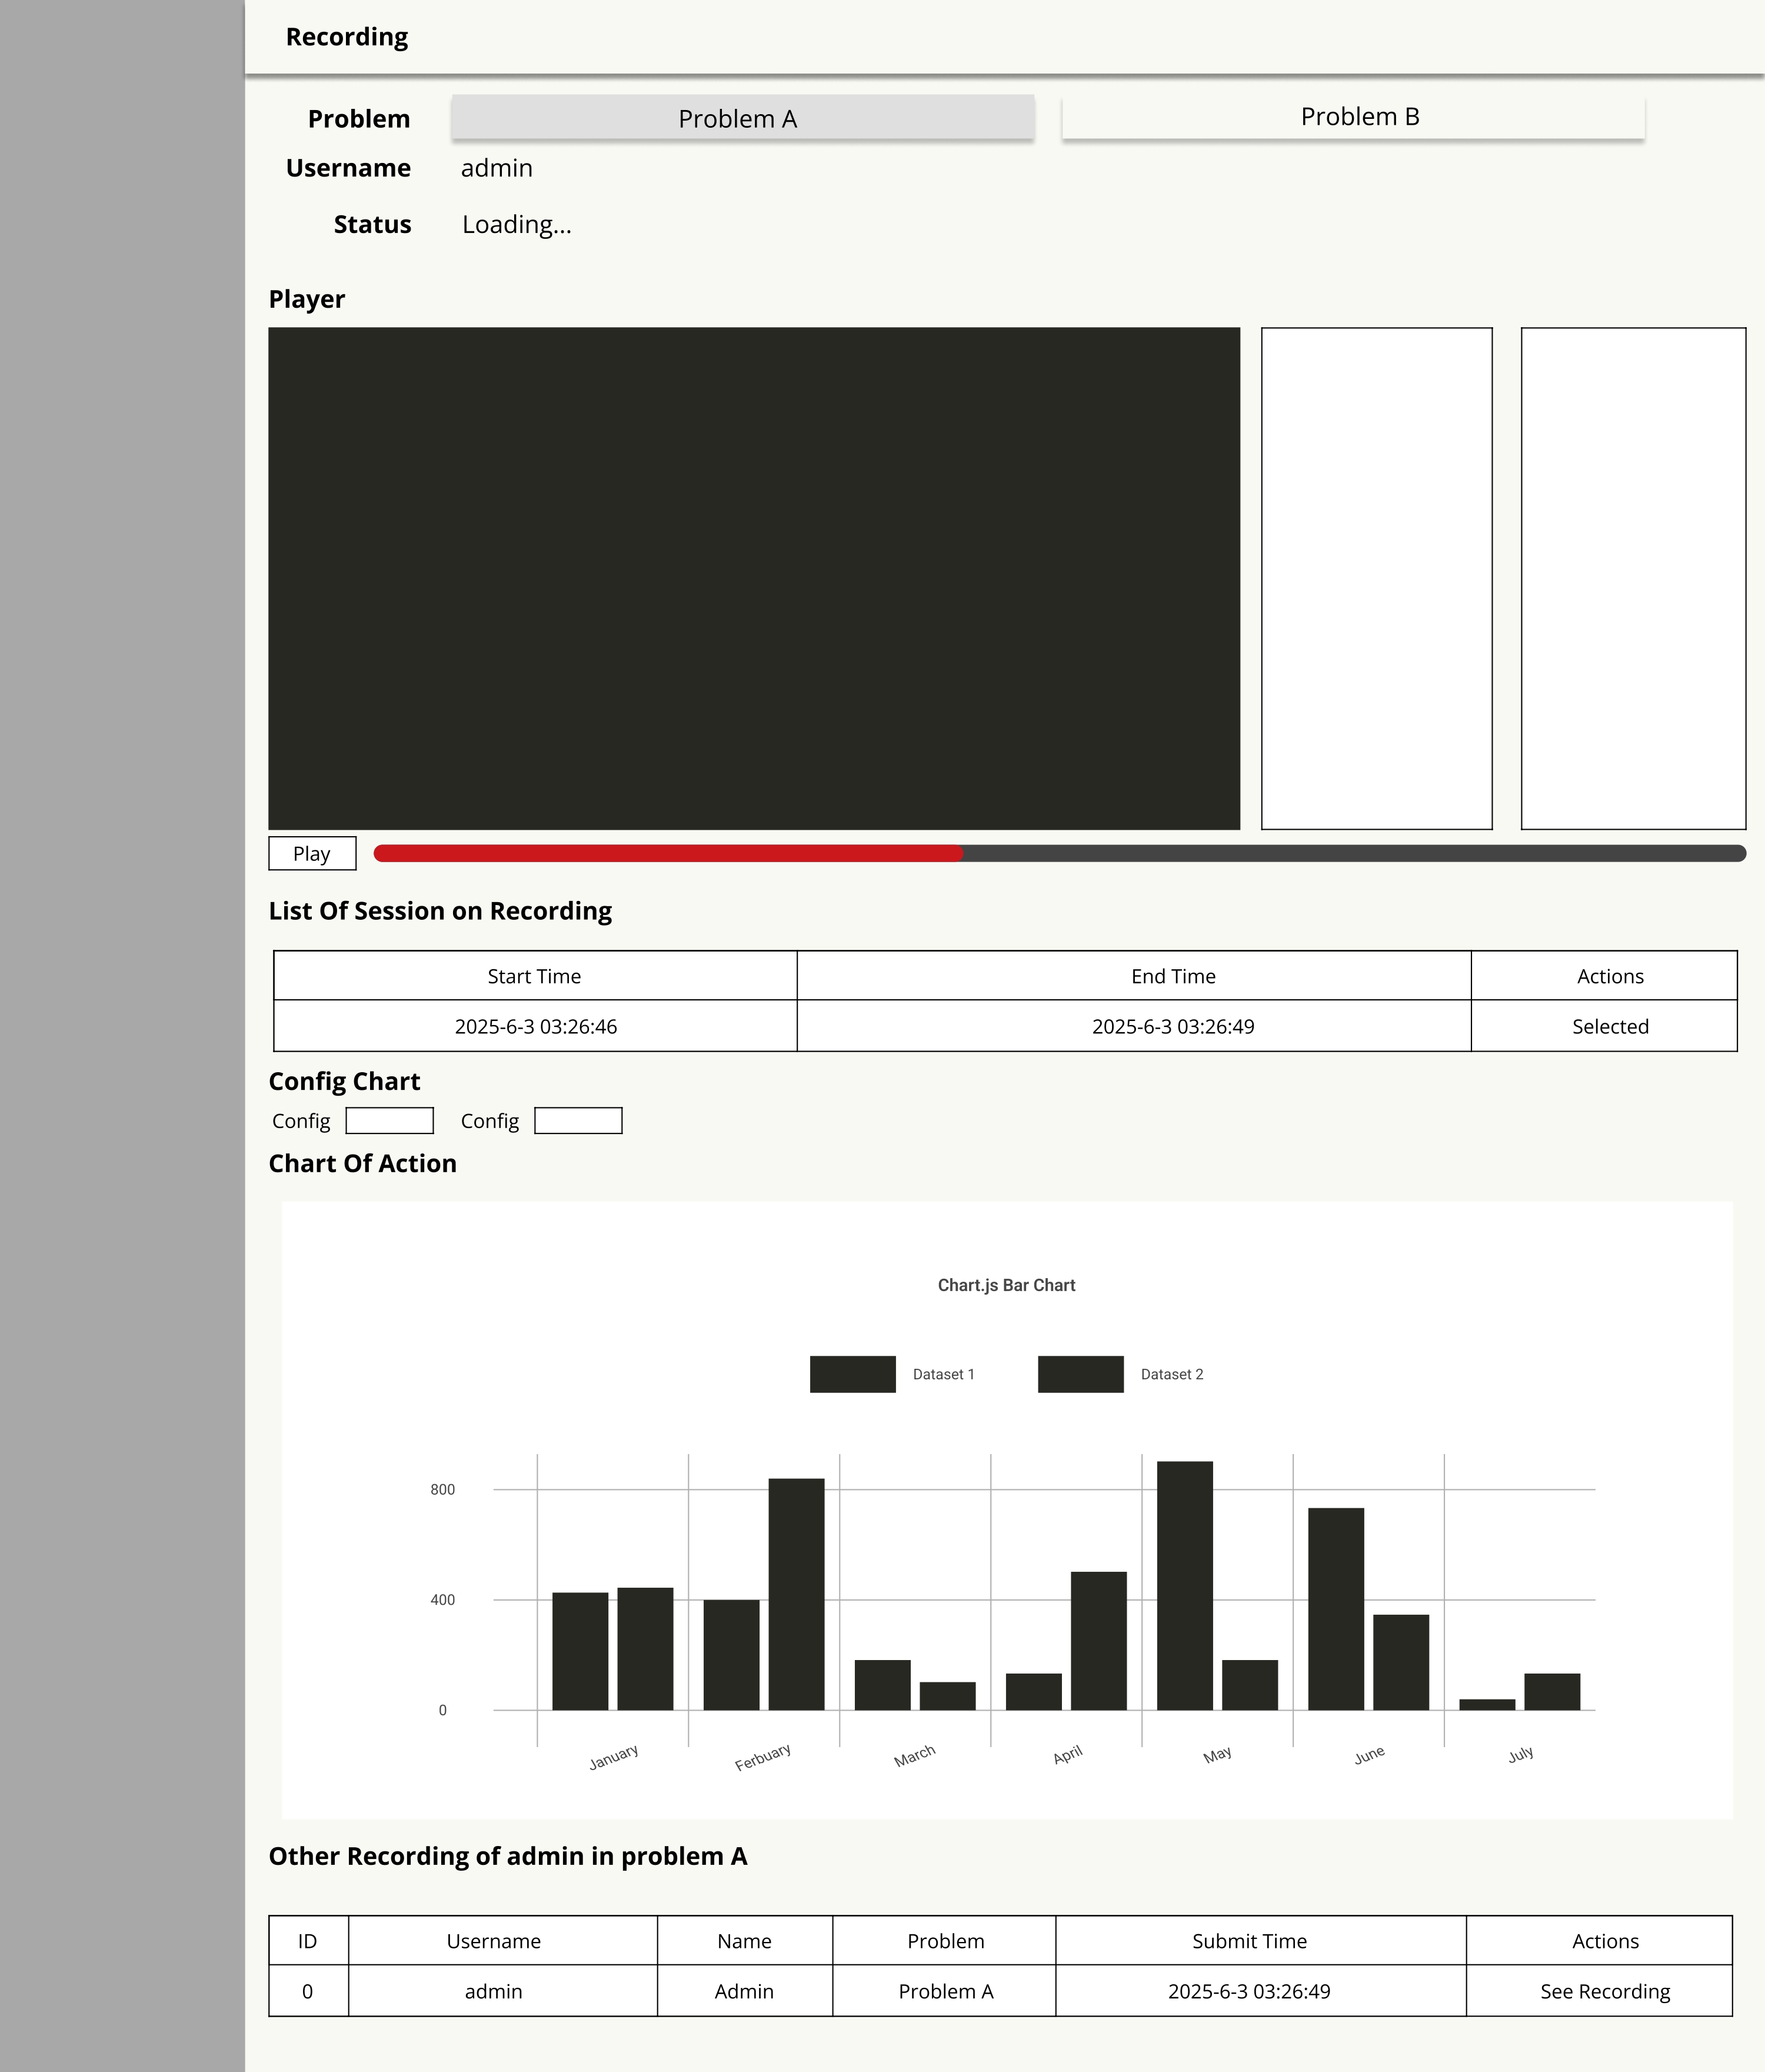 Recording
Problem Problem A Problem B
Username admin
Status Loading...
Player
Play
List Of Session on Recording
Start Time End Time Actions
2025-6-3 03:26:46 2025-6-3 03:26:49 Selected
Config Chart
Config Config
Chart Of Action
Chart.js Bar Chart
Dataset 1 Dataset 2
800
400
0
January Ferbuary March April May June July
Other Recording of admin in problem A
ID Username Name Problem Submit Time Actions
0 admin Admin Problem A 2025-6-3 03:26:49 See Recording